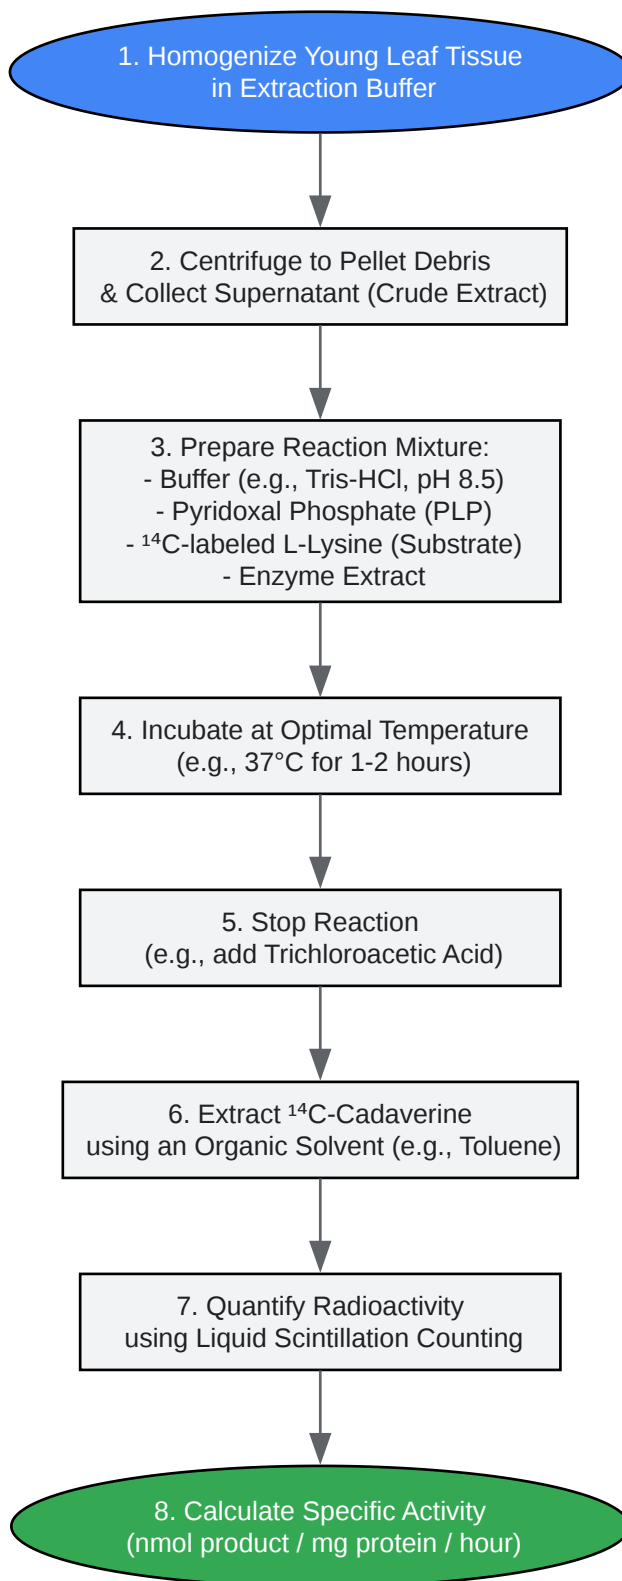 1. Homogenize Young Leaf Tissue
in Extraction Buffer
2. Centrifuge to Pellet Debris
& Collect Supernatant (Crude Extract)
3. Prepare Reaction Mixture:
- Buffer (e.g., Tris-HCl, pH 8.5)
- Pyridoxal Phosphate (PLP)
- ¹⁴C-labeled L-Lysine (Substrate)
- Enzyme Extract
4. Incubate at Optimal Temperature
(e.g., 37°C for 1-2 hours)
5. Stop Reaction
(e.g., add Trichloroacetic Acid)
6. Extract ¹⁴C-Cadaverine
using an Organic Solvent (e.g., Toluene)
7. Quantify Radioactivity
using Liquid Scintillation Counting
8. Calculate Specific Activity
(nmol product / mg protein / hour)